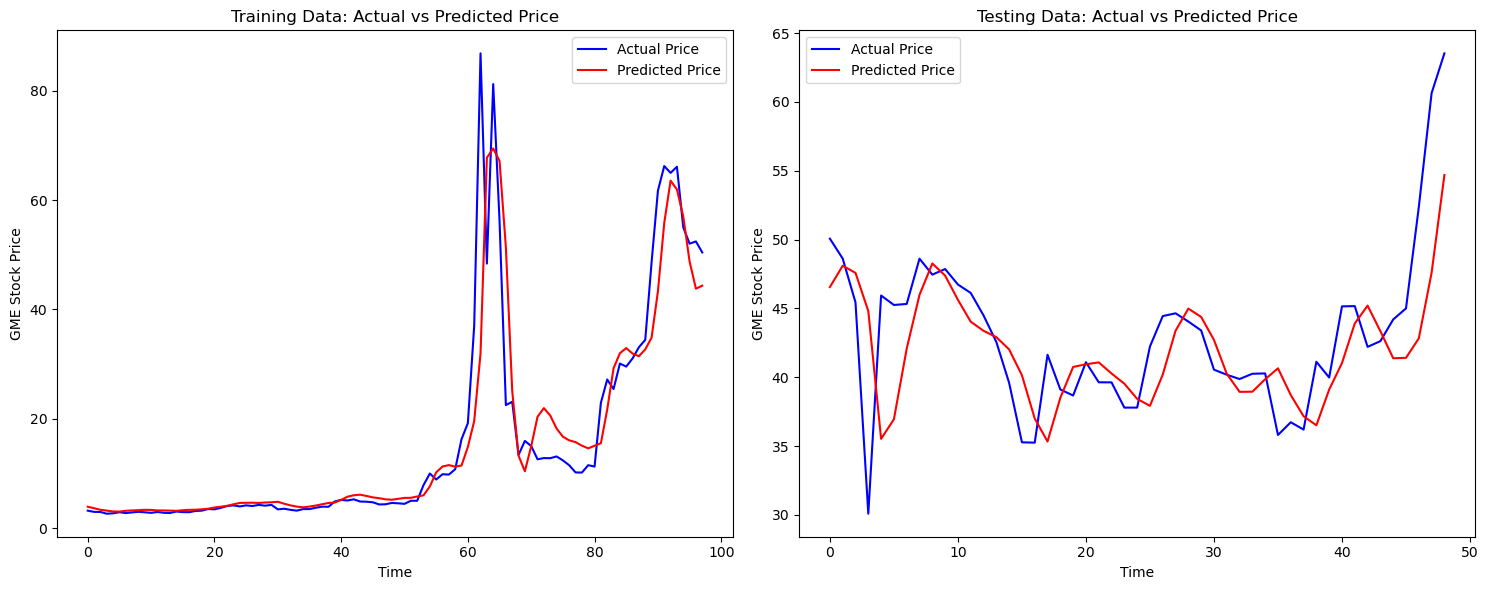 Training Data: Actual vs Predicted Price
GME Stock Price
80
60
40
20
0
Actual Price
Predicted Price
0 20 40 60 80 100
Time
Testing Data: Actual vs Predicted Price
GME Stock Price
65
60
55
50
45
40
35
30
Actual Price
Predicted Price
0 10 20 30 40 50
Time